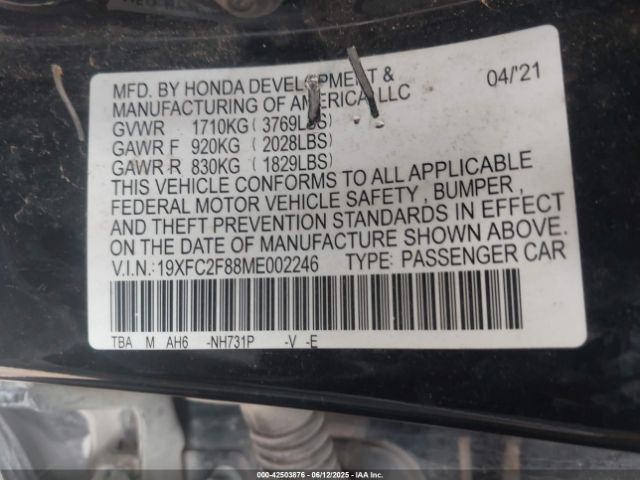 MFD. BY HONDA DEVELOPMENT & 04/'21
MANUFACTURING OF AMERICA, LLC
GVWR 1710KG ( 3769LBS)
GAWR F 920KG ( 2028LBS)
GAWR R 830KG ( 1829LBS)
THIS VEHICLE CONFORMS TO ALL APPLICABLE
FEDERAL MOTOR VEHICLE SAFETY , BUMPER ,
AND THEFT PREVENTION STANDARDS IN EFFECT
ON THE DATE OF MANUFACTURE SHOWN ABOVE.
V.I.N.: 19XFC2F88ME002246 TYPE: PASSENGER CAR
TBA M AH6 -NH731P -V -E
© 42503876 | 06/12/2025 | IAA, Inc.